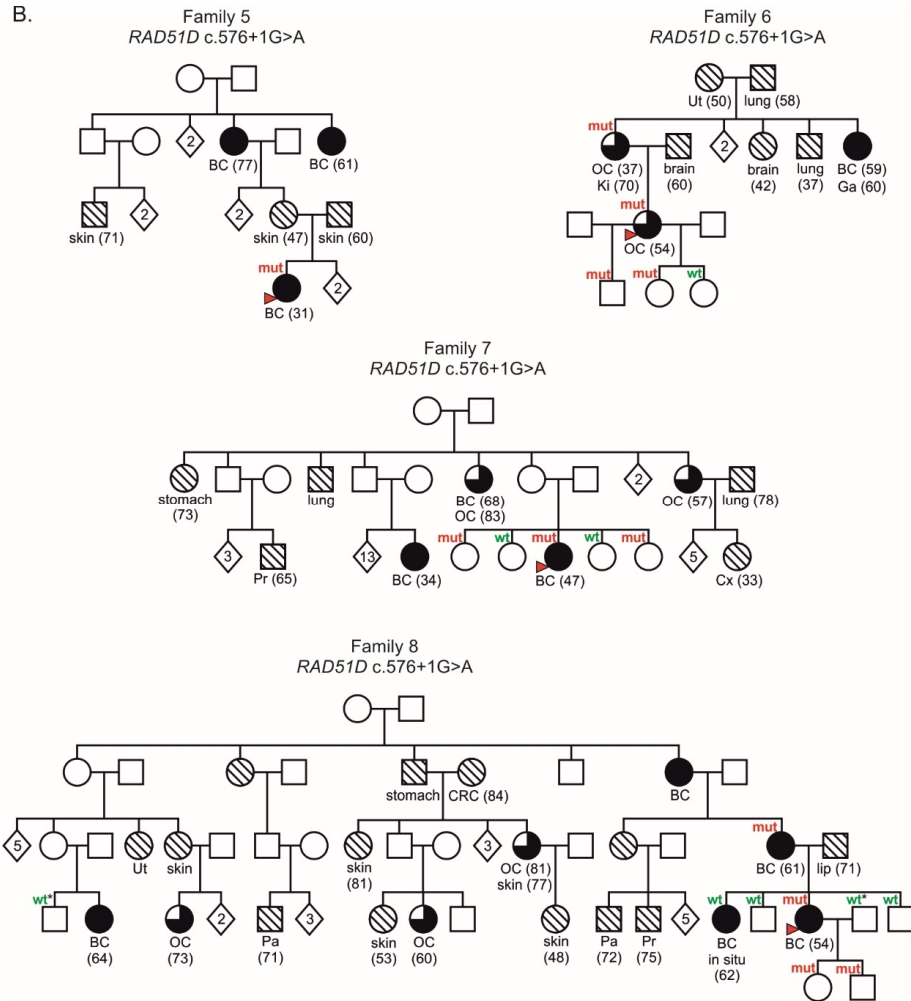 B.
Family 5
RAD51D c.576+1G>A
2
BC (77)
BC (61)
skin (71)
2
2
skin (47)
skin (60)
mut
BC (31)
2
Family 6
RAD51D c.576+1G>A
Ut (50)
lung (58)
mut
OC (37)
Ki (70)
brain
(60)
2
brain
(42)
lung
(37)
BC (59)
Ga (60)
mut
OC (54)
mut
mut
wt
Family 7
RAD51D c.576+1G>A
stomach
(73)
lung
BC (68)
OC (83)
2
OC (57)
lung (78)
3
Pr (65)
13
BC (34)
mut
wt
mut
BC (47)
wt
mut
5
Cx (33)
Family 8
RAD51D c.576+1G>A
stomach
CRC (84)
BC
5
Ut
skin
skin
(81)
3
OC (81)
skin (77)
mut
BC (61)
lip (71)
wt*
BC
(64)
OC
(73)
2
Pa
(71)
3
skin
(53)
OC
(60)
skin
(48)
Pa
(72)
Pr
(75)
5
wt
BC
in situ
(62)
wt
mut
BC (54)
wt*
wt
mut
mut